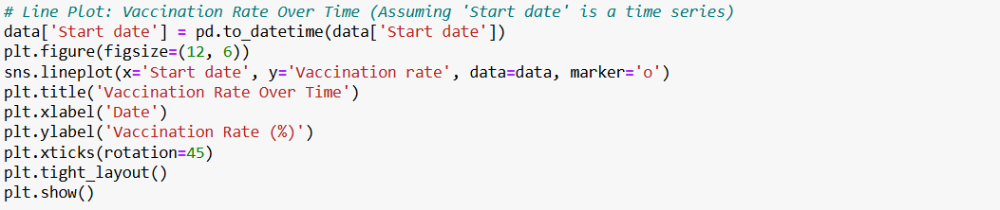 # Line Plot: Vaccination Rate Over Time (Assuming 'Start date' is a time series)
data['Start date'] = pd.to_datetime(data['Start date'])
plt.figure(figsize=(12, 6))
sns.lineplot(x='Start date', y='Vaccination rate', data=data, marker='o')
plt.title('Vaccination Rate Over Time')
plt.xlabel('Date')
plt.ylabel('Vaccination Rate (%)')
plt.xticks(rotation=45)
plt.tight_layout()
plt.show()